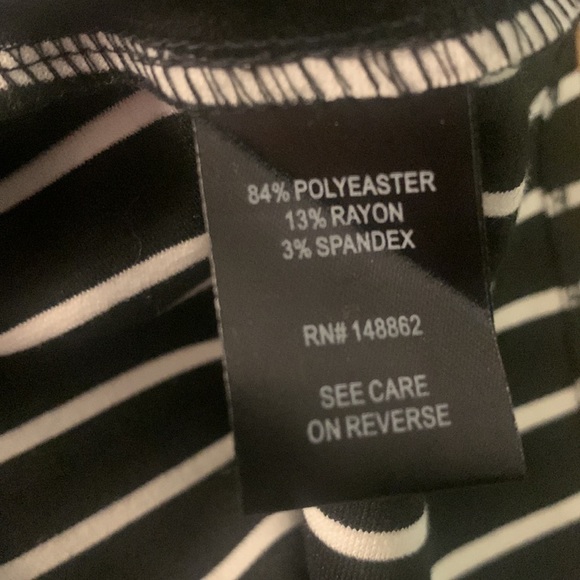 84% POLYEASTER
13% RAYON
3% SPANDEX
RN# 148862
SEE CARE
ON REVERSE